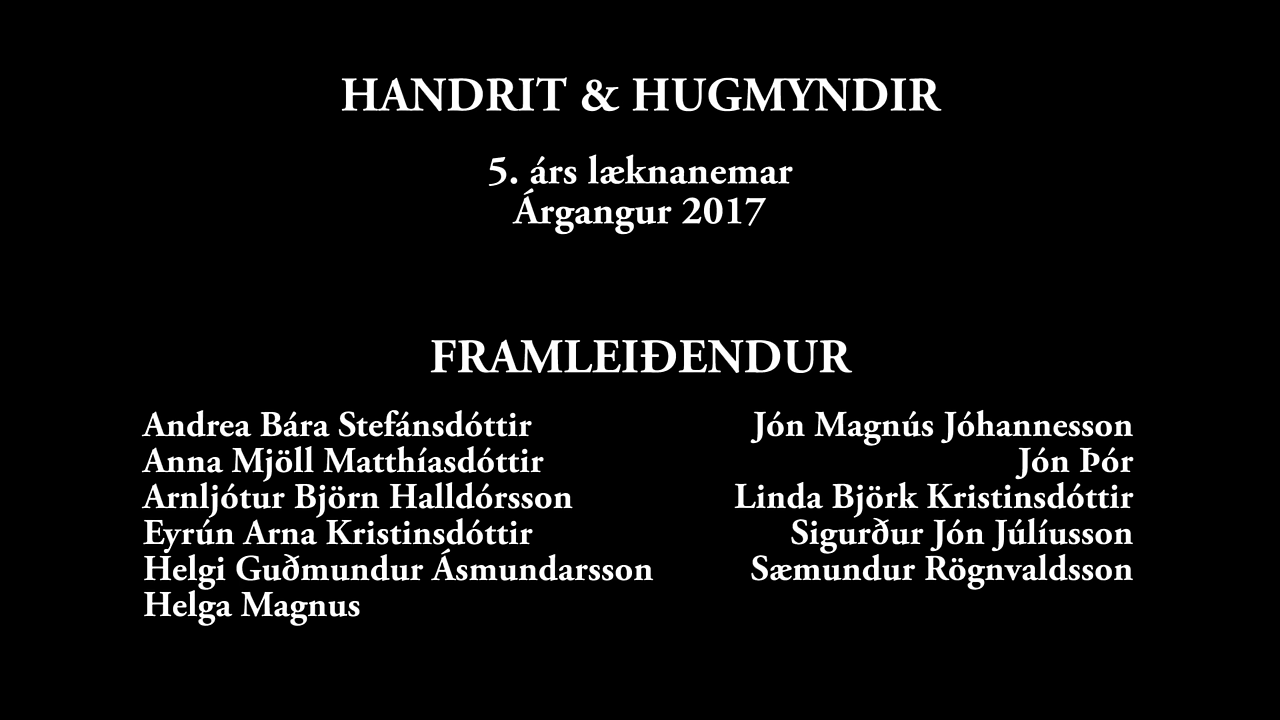 HANDRIT & HUGMYNDIR
5. árs læknanemar
Árgangur 2017
FRAMLEIÐENDUR
Andrea Bára Stefánsdóttir
Anna Mjöll Matthíasdóttir
Arnljótur Björn Halldórsson
Eyrún Arna Kristinsdóttir
Helgi Guðmundur Ásmundarsson
Helga Magnus
Jón Magnús Jóhannesson
Jón Þór
Linda Björk Kristinsdóttir
Sigurður Jón Júlíusson
Sæmundur Rögnvaldsson